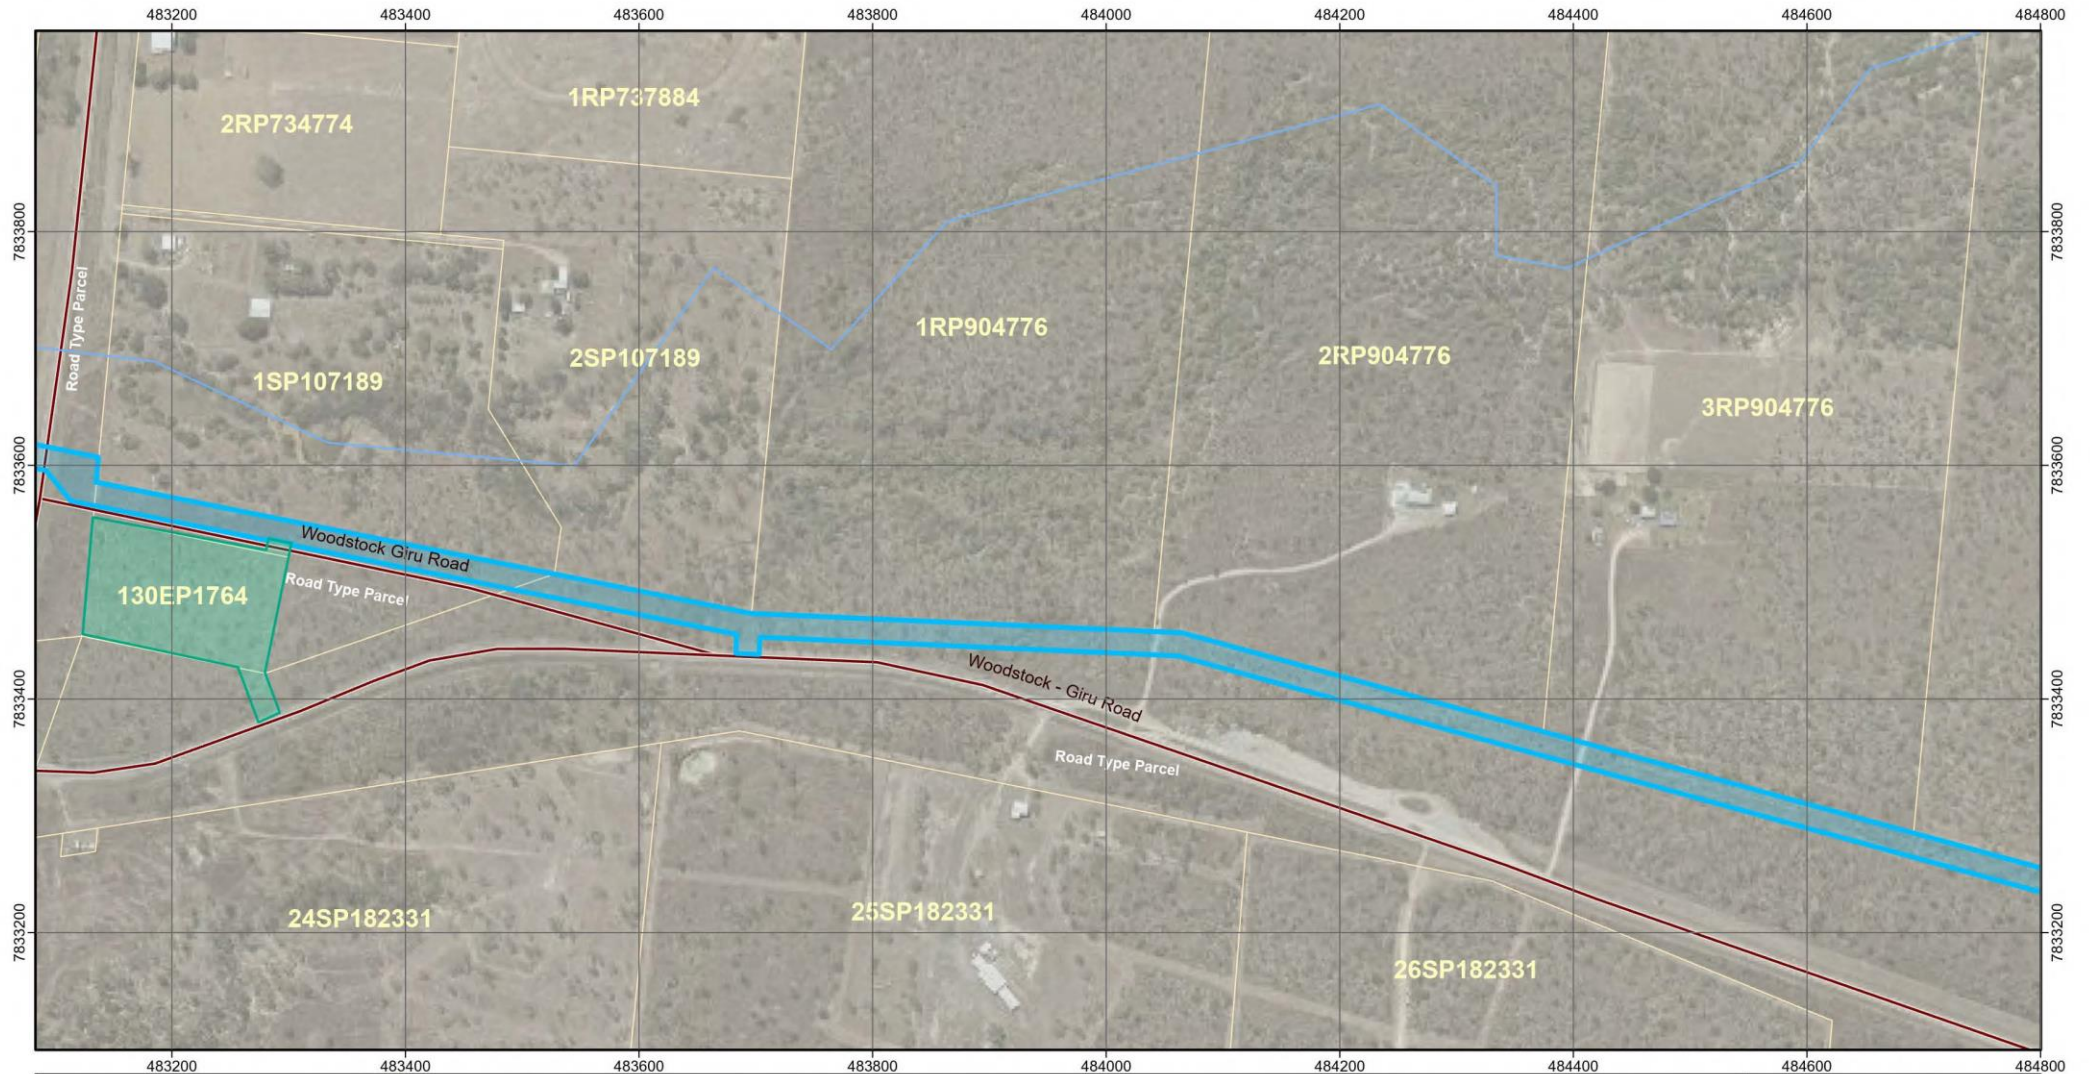 483200 483400 483600 483800 484000 484200 484400 484600 484800
1RP737884
2RP734774
7833800 7833800
Road Type Parcel
1RP904776
2SP107189
2RP904776
1SP107189
3RP904776
7833600 7833600
Woodstock Giru Road
Road Type Parcel
130EP1764
Woodstock - Giru Road
7833400 7833400
Road Type Parcel
24SP182331
25SP182331
7833200 7833200
26SP182331
483200 483400 483600 483800 484000 484200 484400 484600 484800